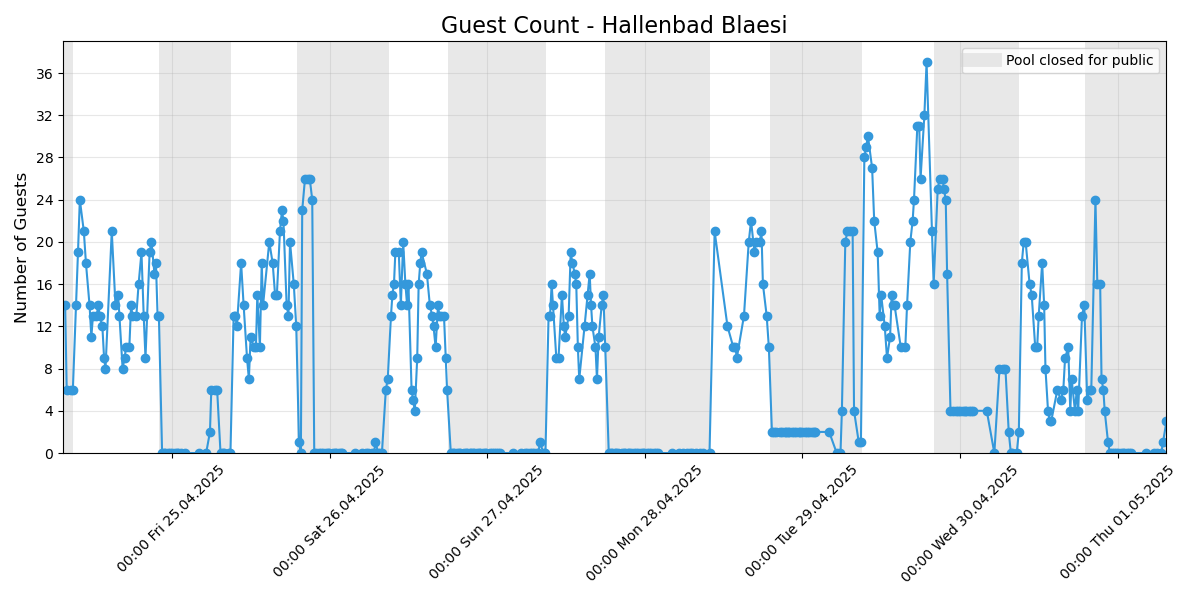 Guest Count - Hallenbad Blaesi
Pool closed for public
Number of Guests
36
32
28
24
20
16
12
8
4
0
00:00 Fri 25.04.2025
00:00 Sat 26.04.2025
00:00 Sun 27.04.2025
00:00 Mon 28.04.2025
00:00 Tue 29.04.2025
00:00 Wed 30.04.2025
00:00 Thu 01.05.2025